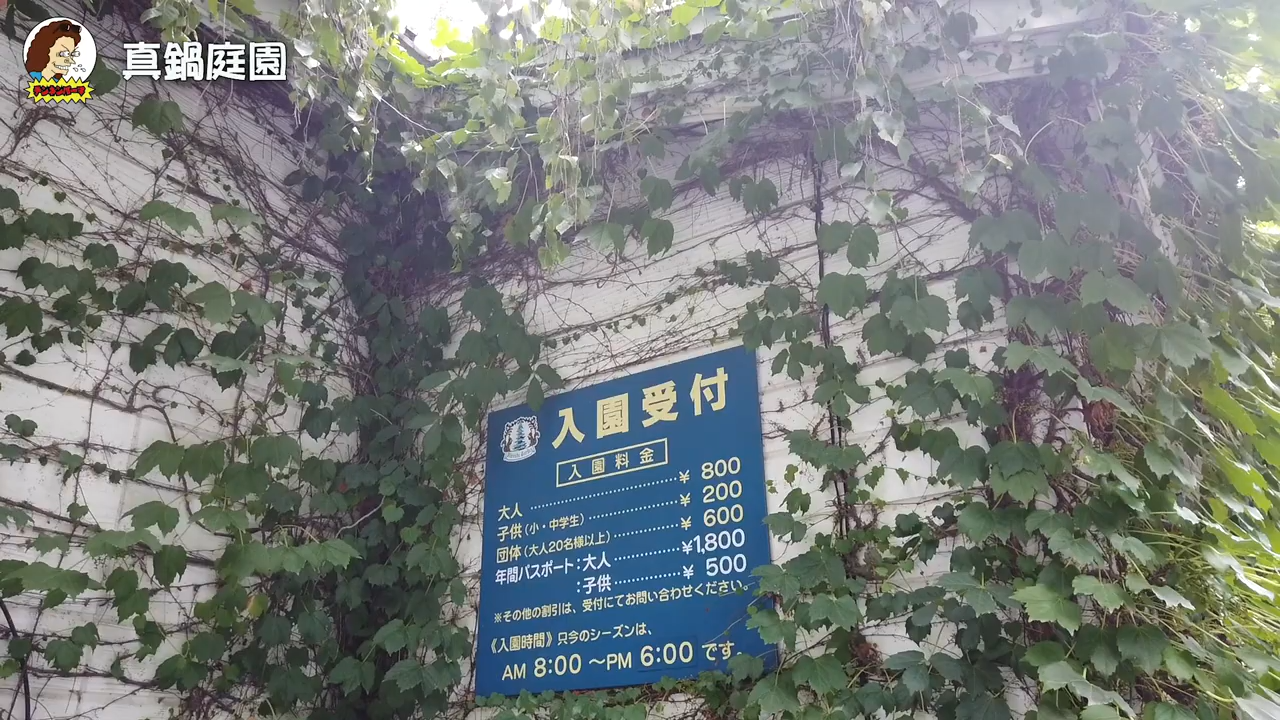 真鍋庭園
入園受付
入園料金
大人 ¥ 800
子供(小・中学生) ¥ 200
団体(大人20名様以上) ¥ 600
年間パスポート:大人 ¥1,800
:子供 ¥ 500
※その他の割引は、受付にてお問い合わせください。
《入園時間》只今のシーズンは、
AM 8:00 ～PM 6:00 です。